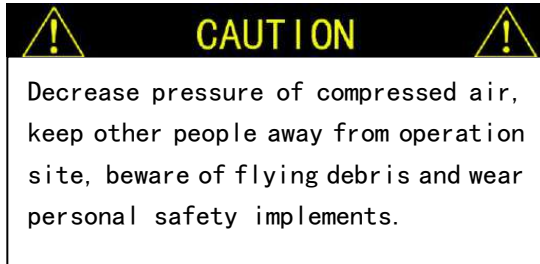 CAUTION
Decrease pressure of compressed air,
keep other people away from operation
site, beware of flying debris and wear
personal safety implements.